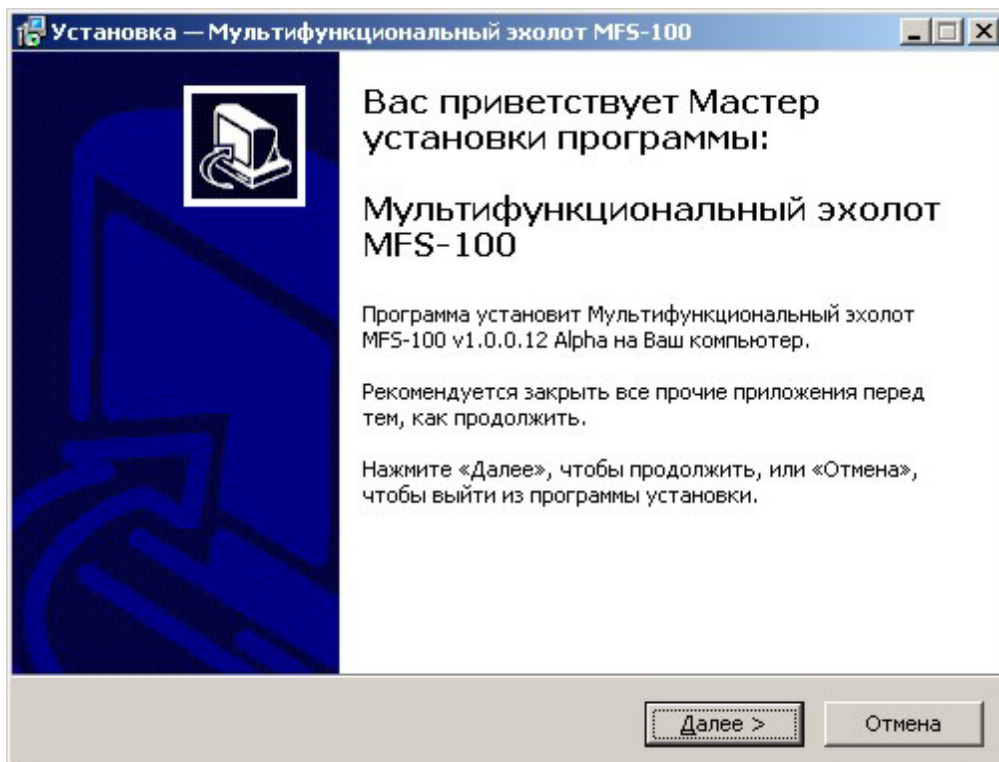 Установка — Мультифункциональный эхолот MFS-100
Вас приветствует Мастер
установки программы:
Мультифункциональный эхолот
MFS-100
Программа установит Мультифункциональный эхолот
MFS-100 v1.0.0.12 Alpha на Ваш компьютер.
Рекомендуется закрыть все прочие приложения перед
тем, как продолжить.
Нажмите «Далее», чтобы продолжить, или «Отмена»,
чтобы выйти из программы установки.
Далее >
Отмена